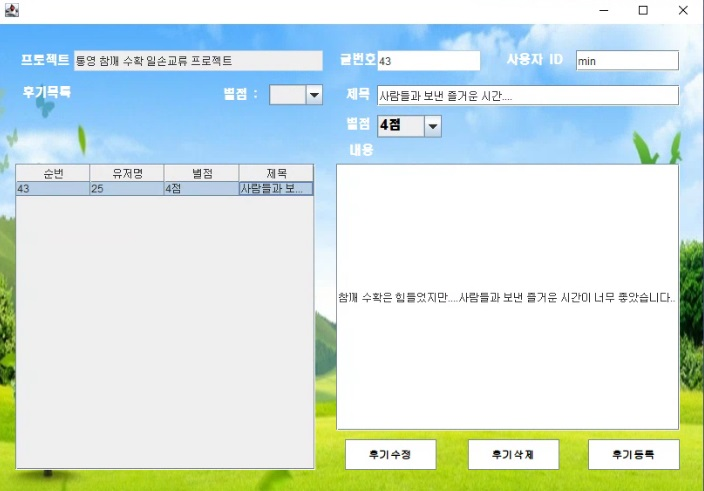 프로젝트 통영 참깨 수확 일손교류 프로젝트
글번호 43 사용자 ID min
후기목록 별점 :
제목 사람들과 보낸 즐거운 시간....
별점 4점
내용
순번 유저명 별점 제목
43 25 4점 사람들과 보...
참깨 수확은 힘들었지만....사람들과 보낸 즐거운 시간이 너무 좋았습니다..
후기수정 후기삭제 후기등록